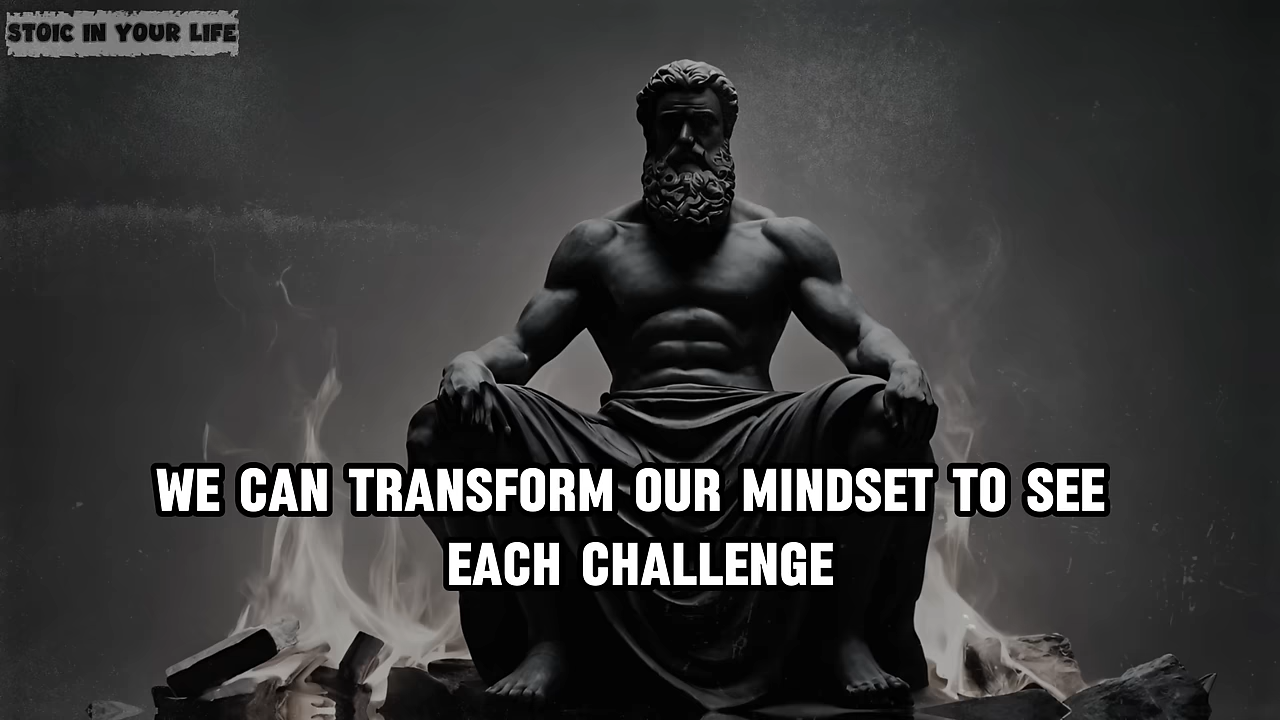 STOIC IN YOUR LIFE
WE CAN TRANSFORM OUR MINDSET TO SEE
EACH CHALLENGE